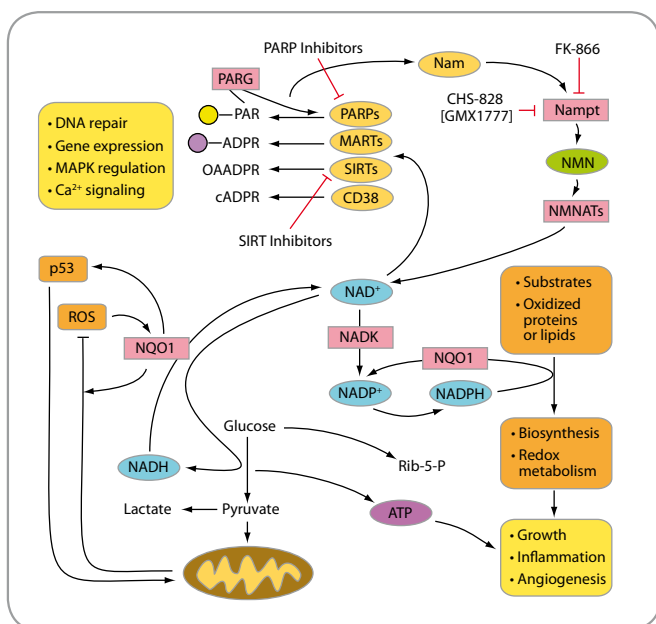 PARP Inhibitors
FK-866
PARG
Nam
CHS-828
[GMX1777]
Nampt
• DNA repair
• Gene expression
• MAPK regulation
• Ca²⁺ signaling
PAR
PARPs
ADPR
MARTs
OAADPR
SIRTs
cADPR
CD38
NMN
NMNATs
SIRT Inhibitors
p53
ROS
NQO1
NAD⁺
NADK
NQO1
NADP⁺
NADPH
• Substrates
• Oxidized
proteins
or lipids
Glucose
NADH
Rib-5-P
• Biosynthesis
• Redox
metabolism
Lactate
Pyruvate
ATP
• Growth
• Inflammation
• Angiogenesis